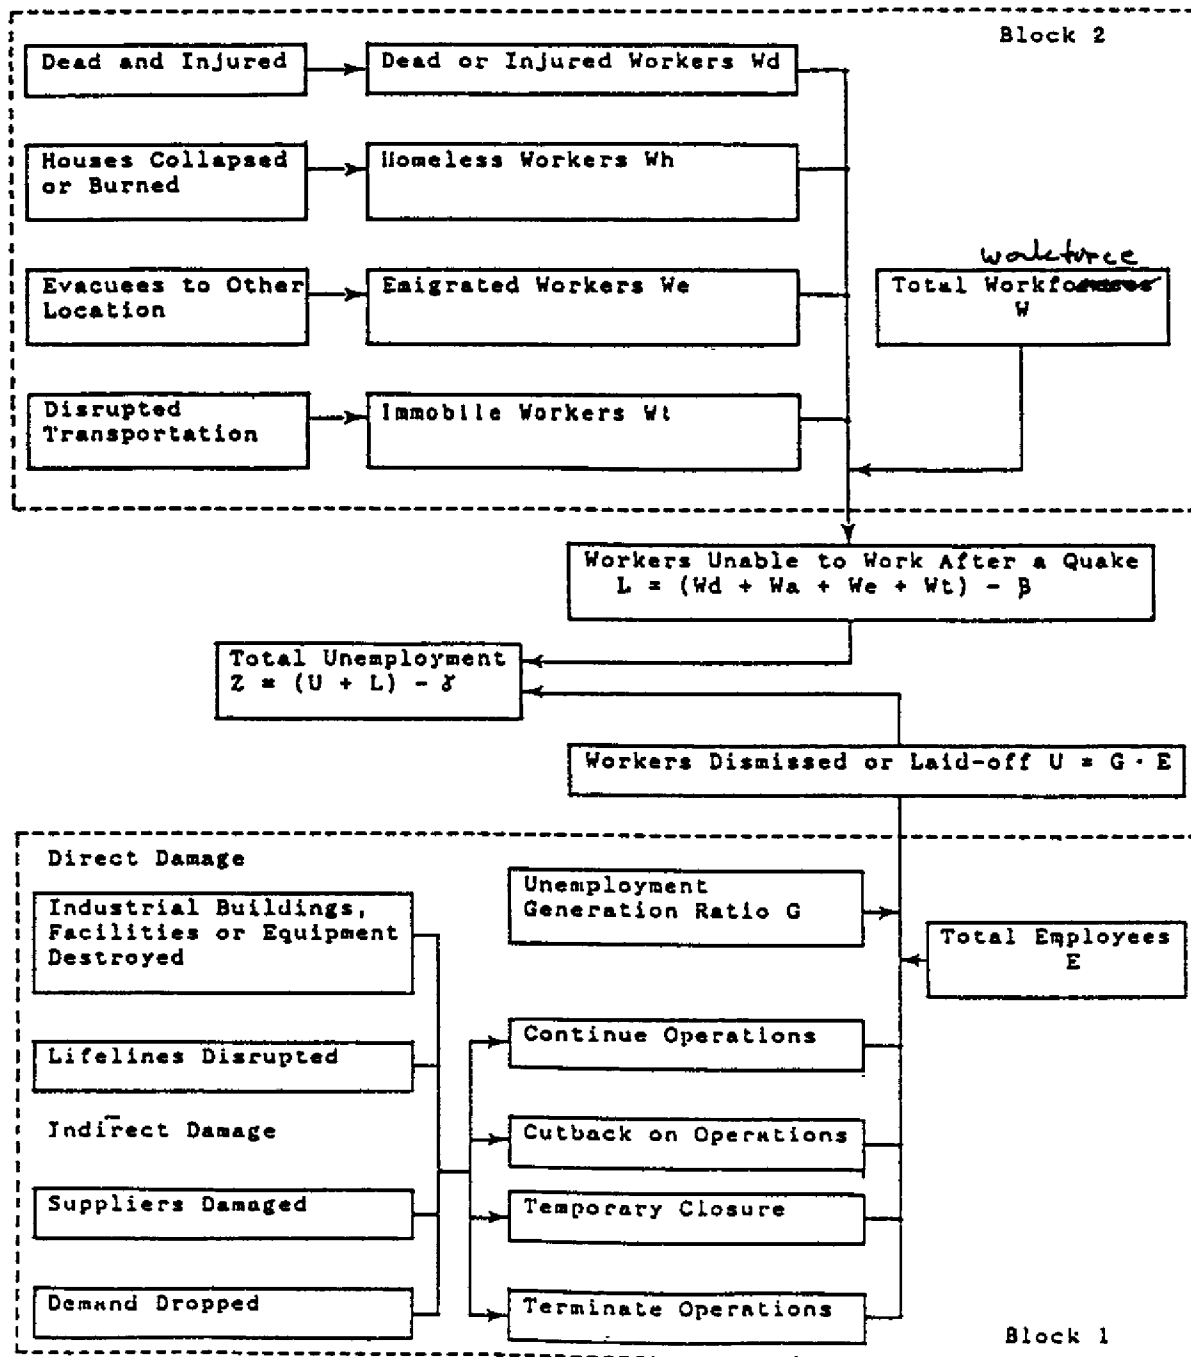 Block 2
Dead and Injured
Dead or Injured Workers Wd
Houses Collapsed
or Burned
Homeless Workers Wh
Evacuees to Other
Location
Emigrated Workers We
workforce
Total Workfo
W
Disrupted
Transportation
Immobile Workers Wt
Workers Unable to Work After a Quake
L = (Wd + Wa + We + Wt) - β
Total Unemployment
Z = (U + L) - γ
Workers Dismissed or Laid-off U = G · E
Direct Damage
Industrial Buildings,
Facilities or Equipment
Destroyed
Unemployment
Generation Ratio G
Total Employees
E
Lifelines Disrupted
Continue Operations
Indirect Damage
Cutback on Operations
Suppliers Damaged
Temporary Closure
Demand Dropped
Terminate Operations
Block 1